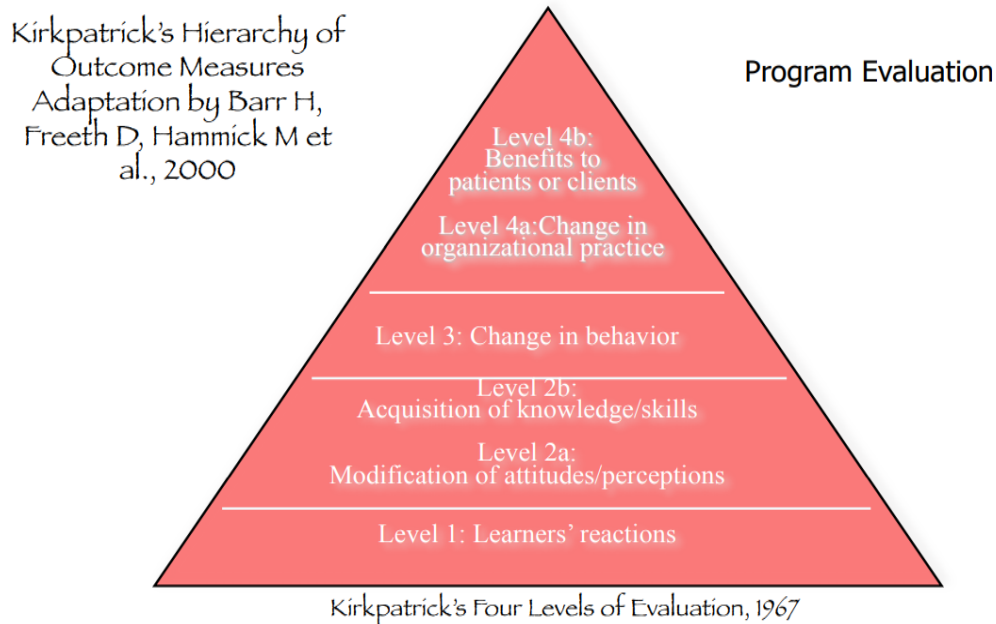 Kirkpatrick's Hierarchy of
Outcome Measures
Adaptation by Barr H,
Freeth D, Hammick M et
al., 2000
Program Evaluation
Level 4b:
Benefits to
patients or clients
Level 4a:Change in
organizational practice
Level 3: Change in behavior
Level 2b:
Acquisition of knowledge/skills
Level 2a:
Modification of attitudes/perceptions
Level 1: Learners' reactions
Kirkpatrick's Four Levels of Evaluation, 1967